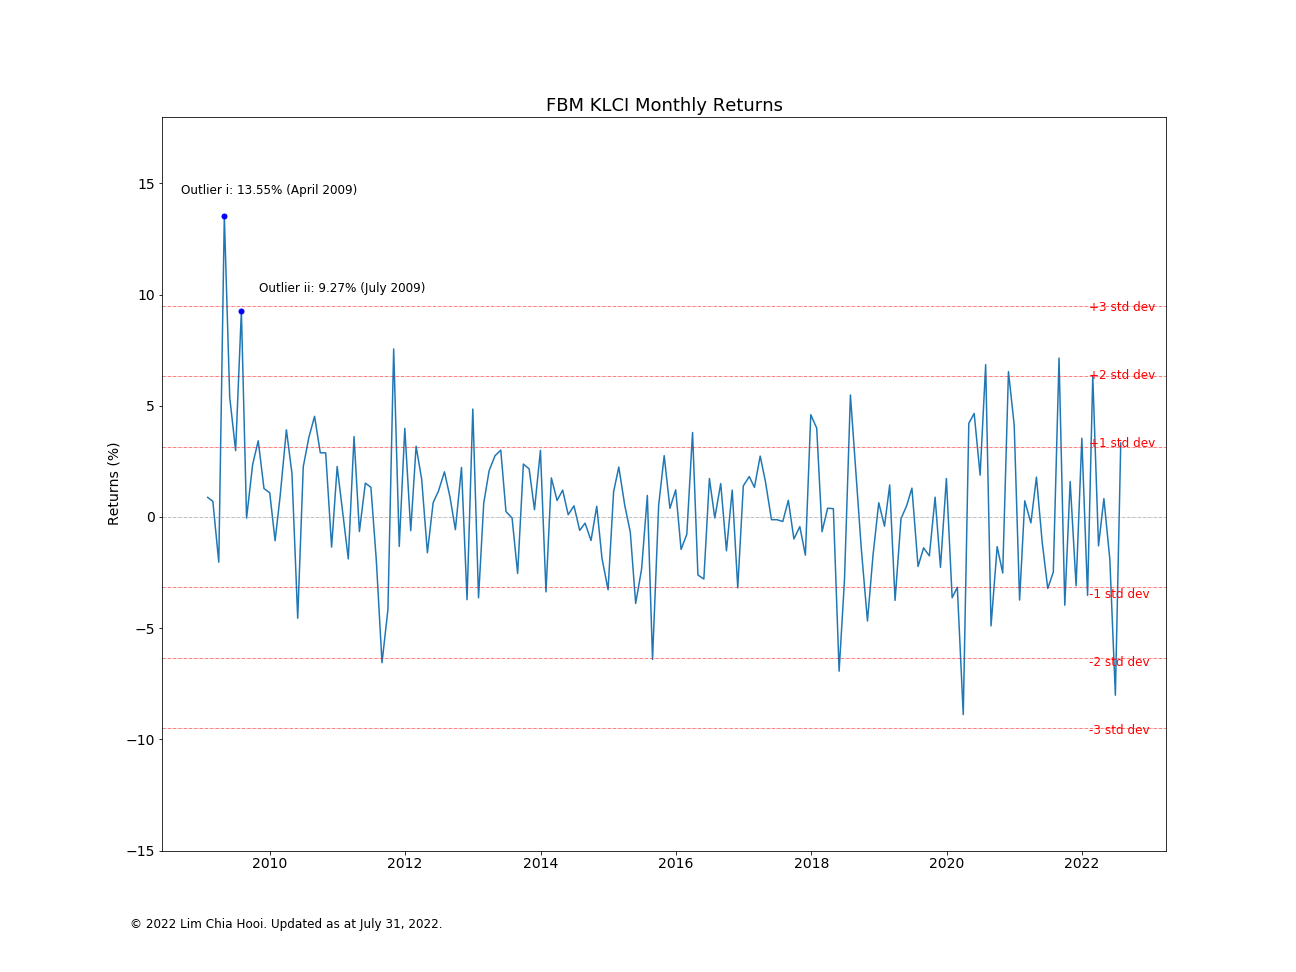 FBM KLCI Monthly Returns
15
Outlier i: 13.55% (April 2009)
Outlier ii: 9.27% (July 2009)
10
+3 std dev
+2 std dev
5
+1 std dev
Returns (%)
0
-1 std dev
−5
-2 std dev
-3 std dev
−10
−15
2010 2012 2014 2016 2018 2020 2022
© 2022 Lim Chia Hooi. Updated as at July 31, 2022.